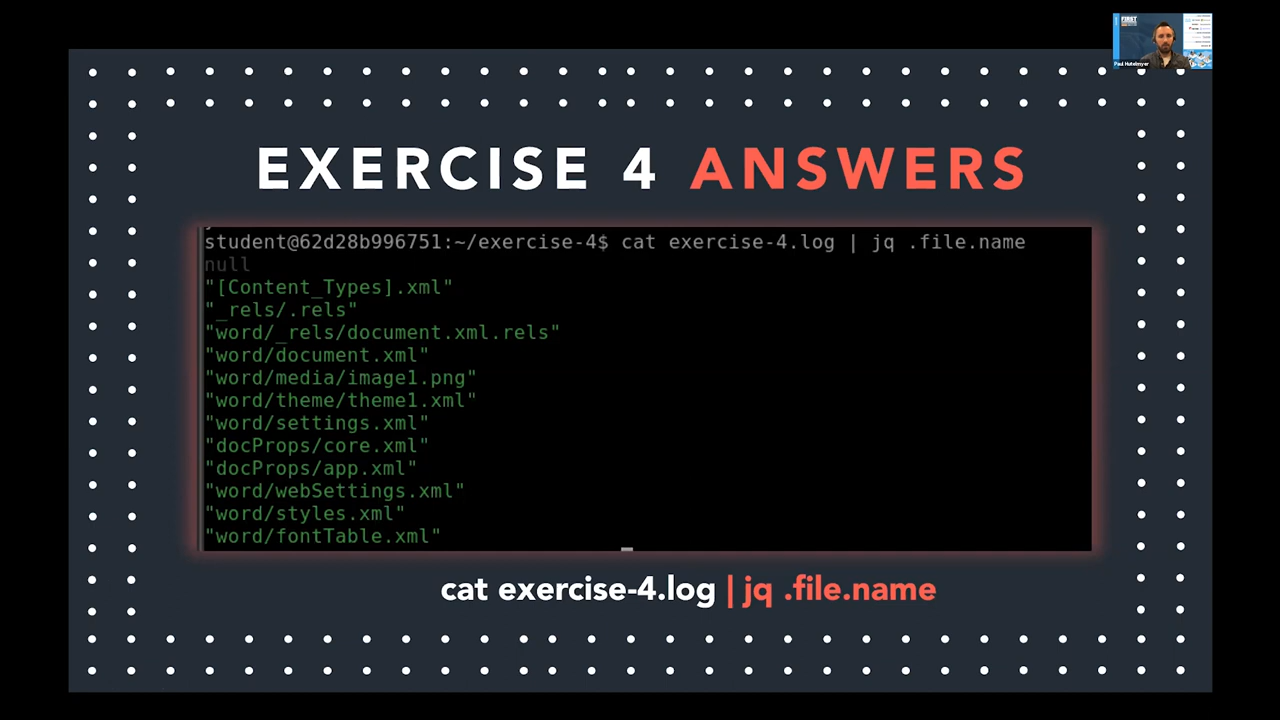 FIRST
Paul Hutelmyer
EXERCISE 4 ANSWERS
student@62d28b996751:~/exercise-4$ cat exercise-4.log | jq .file.name
null
"[Content_Types].xml"
"_rels/.rels"
"word/_rels/document.xml.rels"
"word/document.xml"
"word/media/image1.png"
"word/theme/theme1.xml"
"word/settings.xml"
"docProps/core.xml"
"docProps/app.xml"
"word/webSettings.xml"
"word/styles.xml"
"word/fontTable.xml"
cat exercise-4.log | jq .file.name